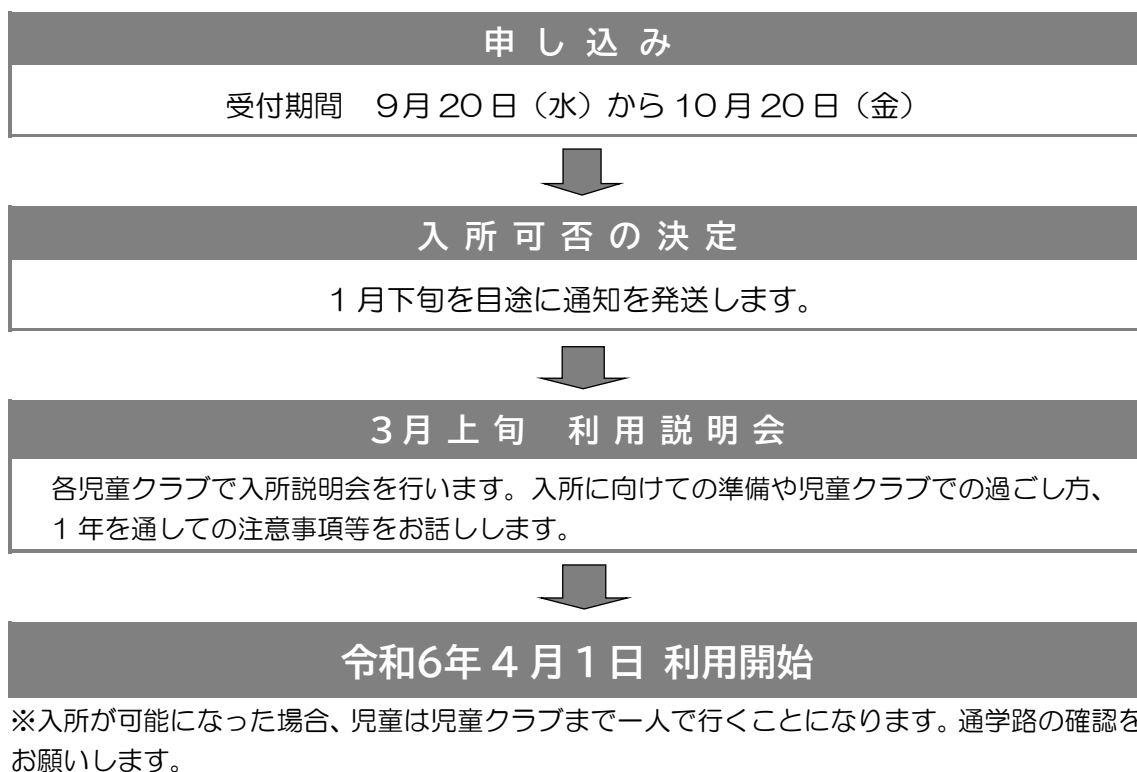 申し込み
受付期間　9月20日（水）から10月20日（金）
入所可否の決定
1月下旬を目途に通知を発送します。
3月上旬　利用説明会
各児童クラブで入所説明会を行います。入所に向けての準備や児童クラブでの過ごし方、
1年を通しての注意事項等をお話しします。
令和6年4月1日 利用開始
※入所が可能になった場合、児童は児童クラブまで一人で行くことになります。通学路の確認を
お願いします。